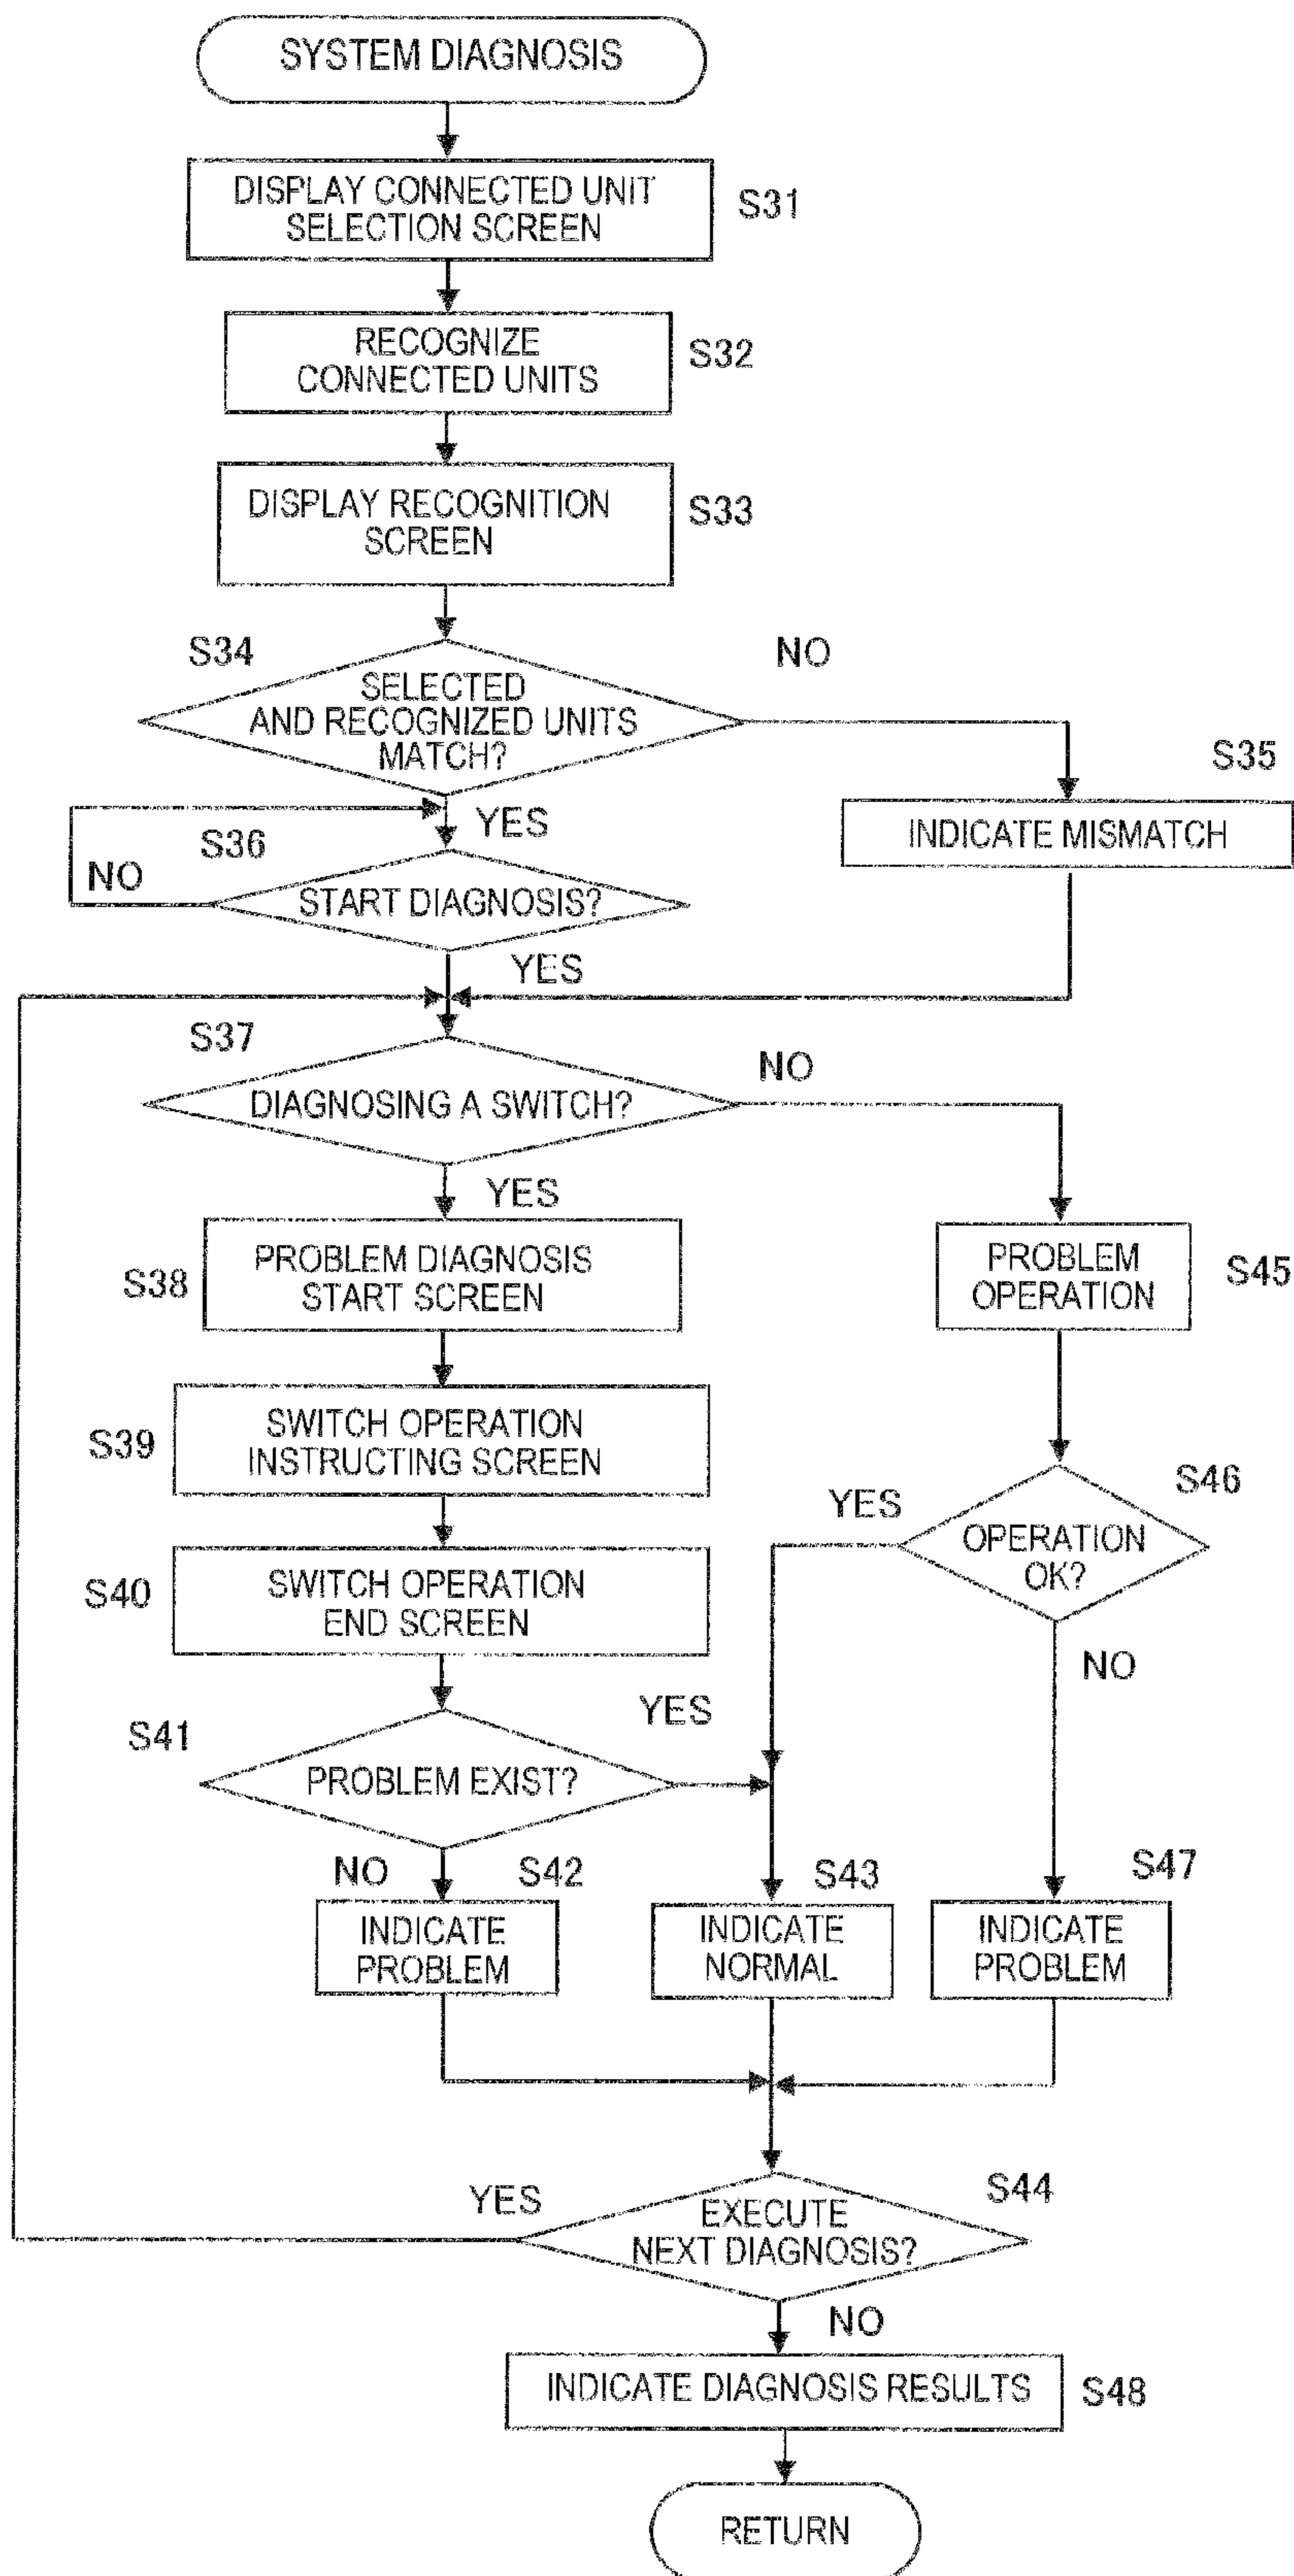 SYSTEM DIAGNOSIS
DISPLAY CONNECTED UNIT
SELECTION SCREEN
S31
RECOGNIZE
CONNECTED UNITS
S32
DISPLAY RECOGNITION
SCREEN
S33
S34
SELECTED
AND RECOGNIZED UNITS
MATCH?
NO
S35
INDICATE MISMATCH
YES
S36
NO
START DIAGNOSIS?
YES
S37
DIAGNOSING A SWITCH?
NO
YES
S38
PROBLEM DIAGNOSIS
START SCREEN
PROBLEM
OPERATION
S45
S39
SWITCH OPERATION
INSTRUCTING SCREEN
S46
YES
OPERATION
OK?
NO
S40
SWITCH OPERATION
END SCREEN
S41
YES
PROBLEM EXIST?
NO
S42
INDICATE
PROBLEM
S43
INDICATE
NORMAL
S47
INDICATE
PROBLEM
S44
YES
EXECUTE
NEXT DIAGNOSIS?
NO
INDICATE DIAGNOSIS RESULTS
S48
RETURN